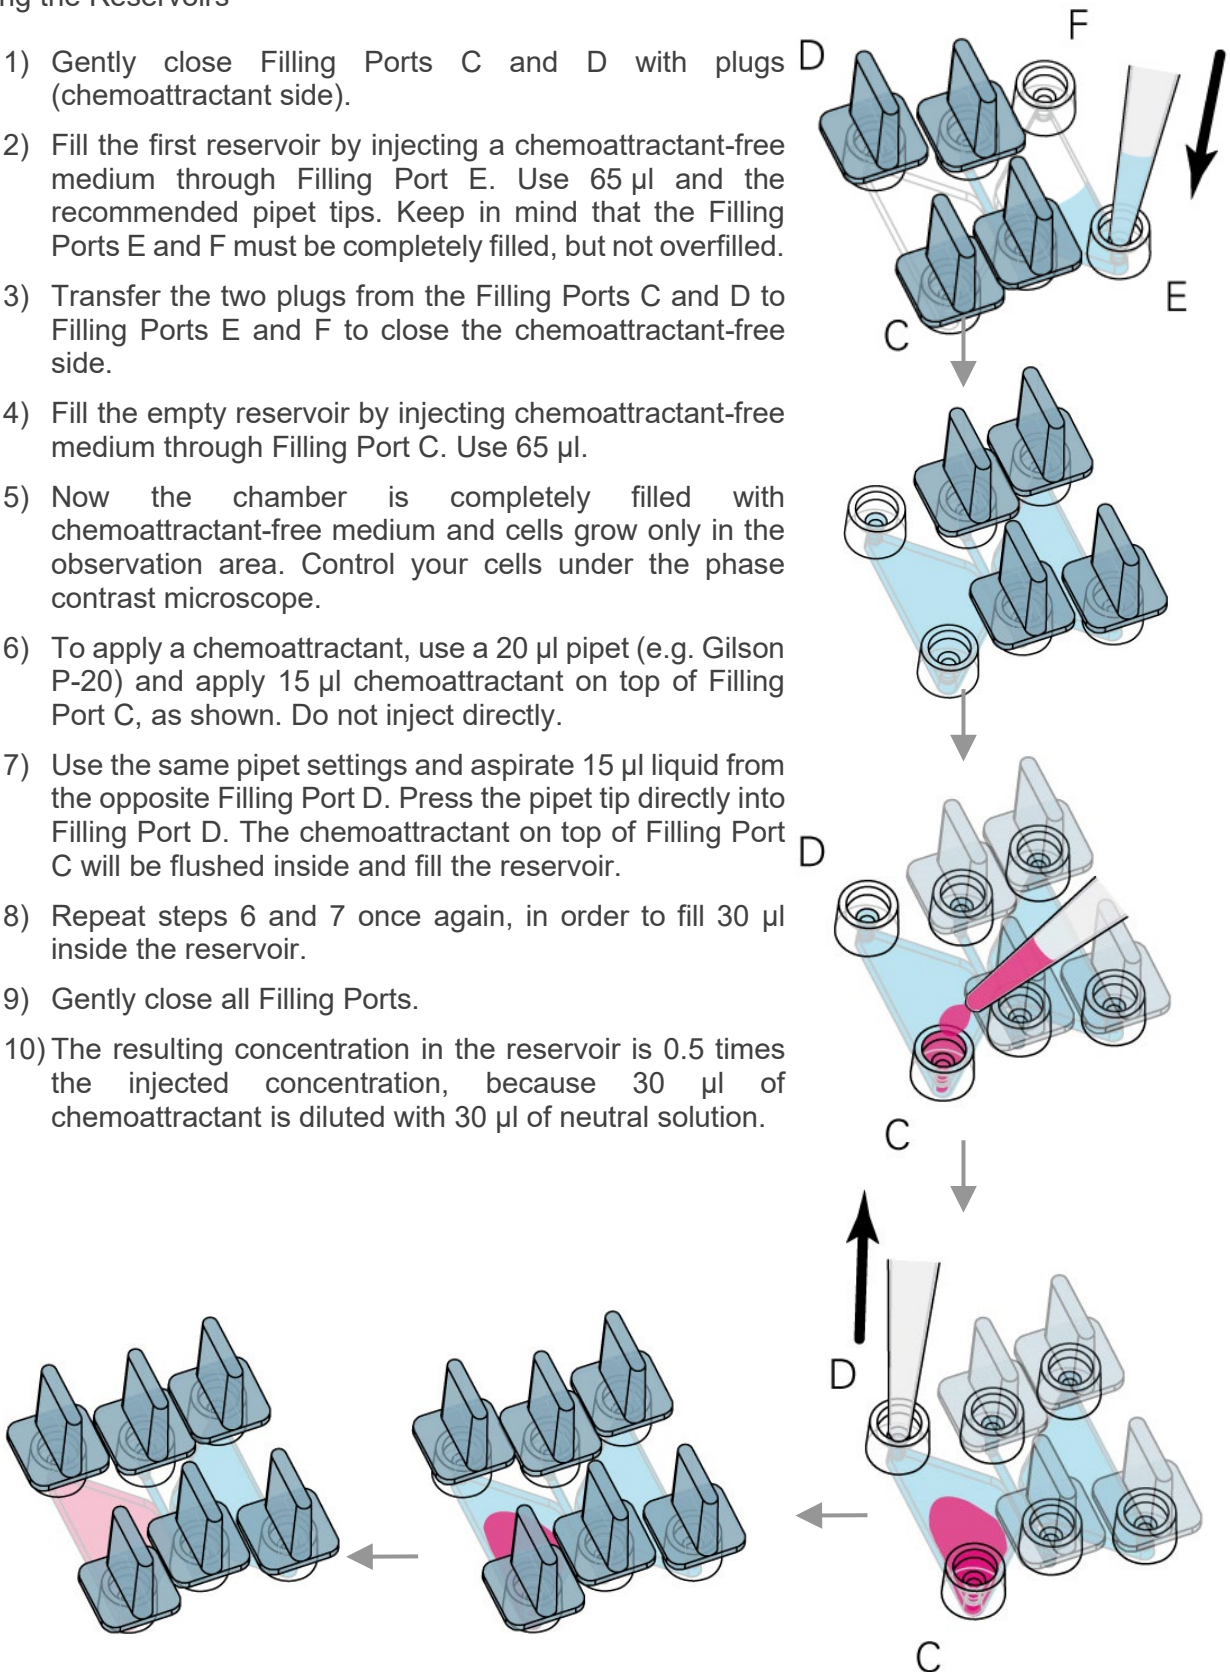 the Reservoirs
1) Gently close Filling Ports C and D with plugs
(chemoattractant side).
2) Fill the first reservoir by injecting a chemoattractant-free
medium through Filling Port E. Use 65 µl and the
recommended pipet tips. Keep in mind that the Filling
Ports E and F must be completely filled, but not overfilled.
3) Transfer the two plugs from the Filling Ports C and D to
Filling Ports E and F to close the chemoattractant-free
side.
4) Fill the empty reservoir by injecting chemoattractant-free
medium through Filling Port C. Use 65 µl.
5) Now the chamber is completely filled with
chemoattractant-free medium and cells grow only in the
observation area. Control your cells under the phase
contrast microscope.
6) To apply a chemoattractant, use a 20 µl pipet (e.g. Gilson
P-20) and apply 15 µl chemoattractant on top of Filling
Port C, as shown. Do not inject directly.
7) Use the same pipet settings and aspirate 15 µl liquid from
the opposite Filling Port D. Press the pipet tip directly into
Filling Port D. The chemoattractant on top of Filling Port
C will be flushed inside and fill the reservoir.
8) Repeat steps 6 and 7 once again, in order to fill 30 µl
inside the reservoir.
9) Gently close all Filling Ports.
10) The resulting concentration in the reservoir is 0.5 times
the injected concentration, because 30 µl of
chemoattractant is diluted with 30 µl of neutral solution.
F
D
E
C
D
C
D
C